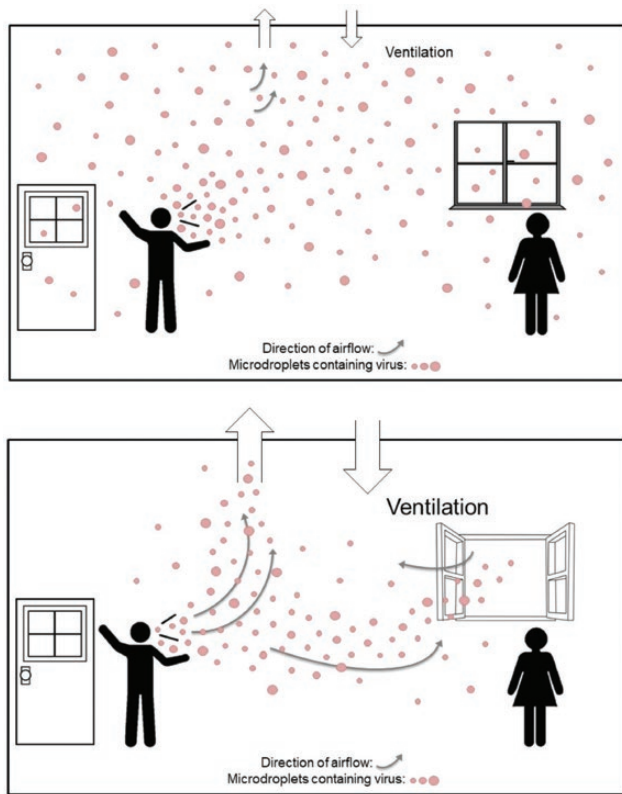 Ventilation
Direction of airflow:
Microdroplets containing virus:
Ventilation
Direction of airflow:
Microdroplets containing virus: